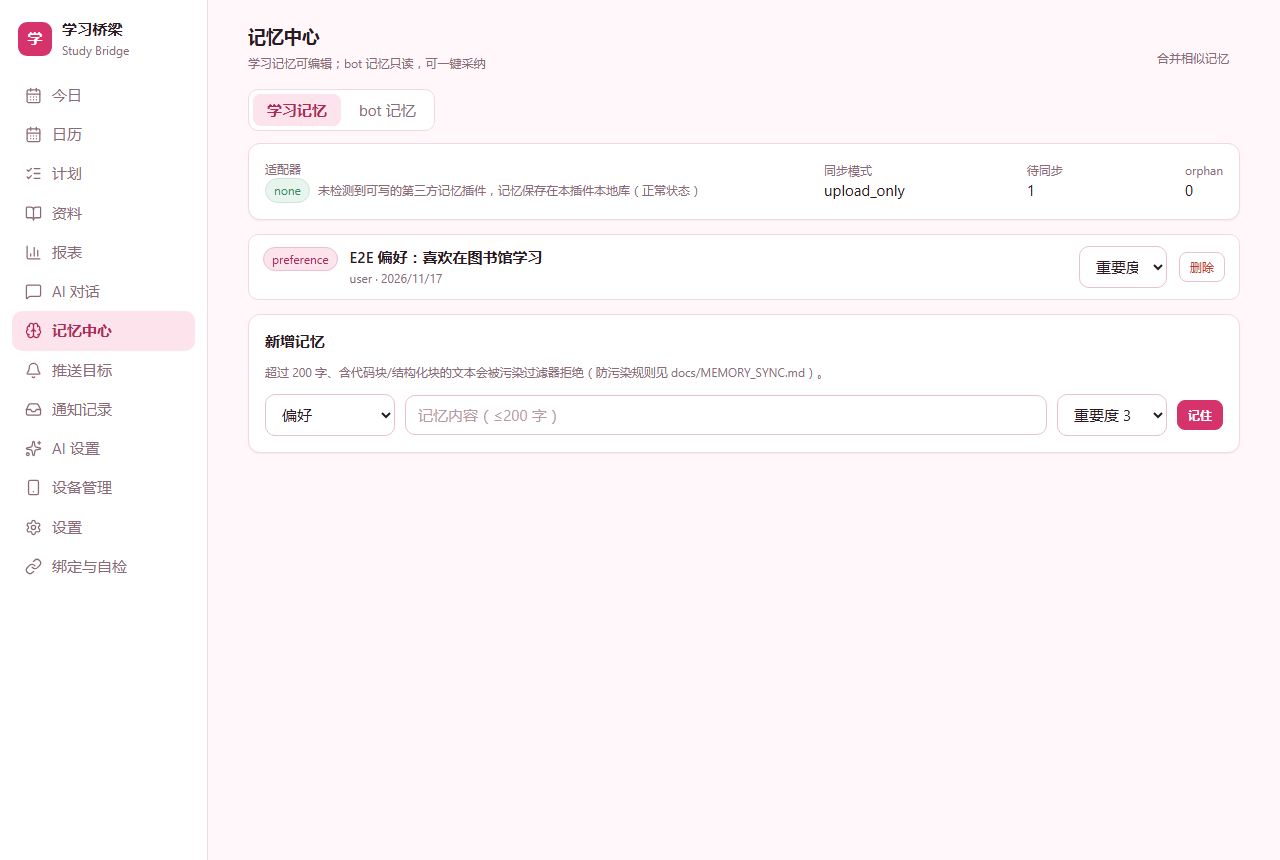 学
学习桥梁
Study Bridge
今日
日历
计划
资料
报表
AI 对话
记忆中心
推送目标
通知记录
AI 设置
设备管理
设置
绑定与自检
记忆中心
学习记忆可编辑；bot 记忆只读，可一键采纳
合并相似记忆
学习记忆
bot 记忆
适配器
none 未检测到可写的第三方记忆插件，记忆保存在本插件本地库（正常状态）
同步模式
upload_only
待同步
1
orphan
0
preference
E2E 偏好：喜欢在图书馆学习
user · 2026/11/17
重要度
删除
新增记忆
超过 200 字、含代码块/结构化块的文本会被污染过滤器拒绝（防污染规则见 docs/MEMORY_SYNC.md）。
偏好
记忆内容（≤200 字）
重要度 3
记住